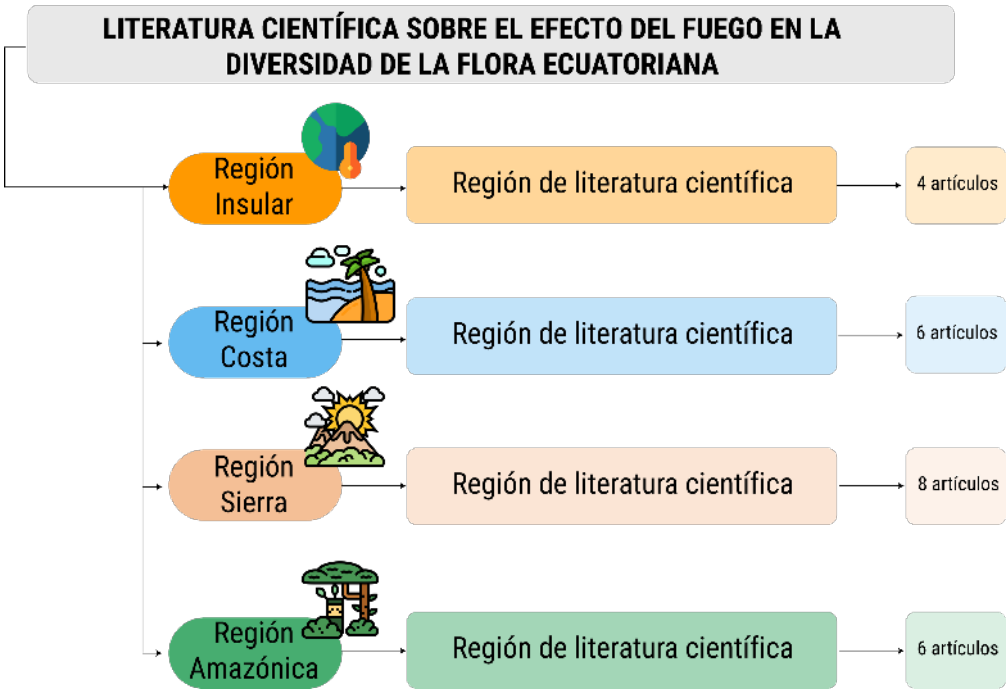 LITERATURA CIENTÍFICA SOBRE EL EFECTO DEL FUEGO EN LA
DIVERSIDAD DE LA FLORA ECUATORIANA
Región
Insular
Región de literatura científica
4 artículos
Región
Costa
Región de literatura científica
6 artículos
Región
Sierra
Región de literatura científica
8 artículos
Región
Amazónica
Región de literatura científica
6 artículos